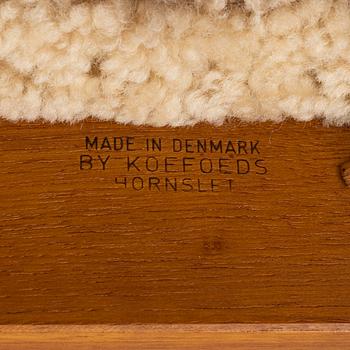 MADE IN DENMARK
BY KOEFOEDS
HORNSLET